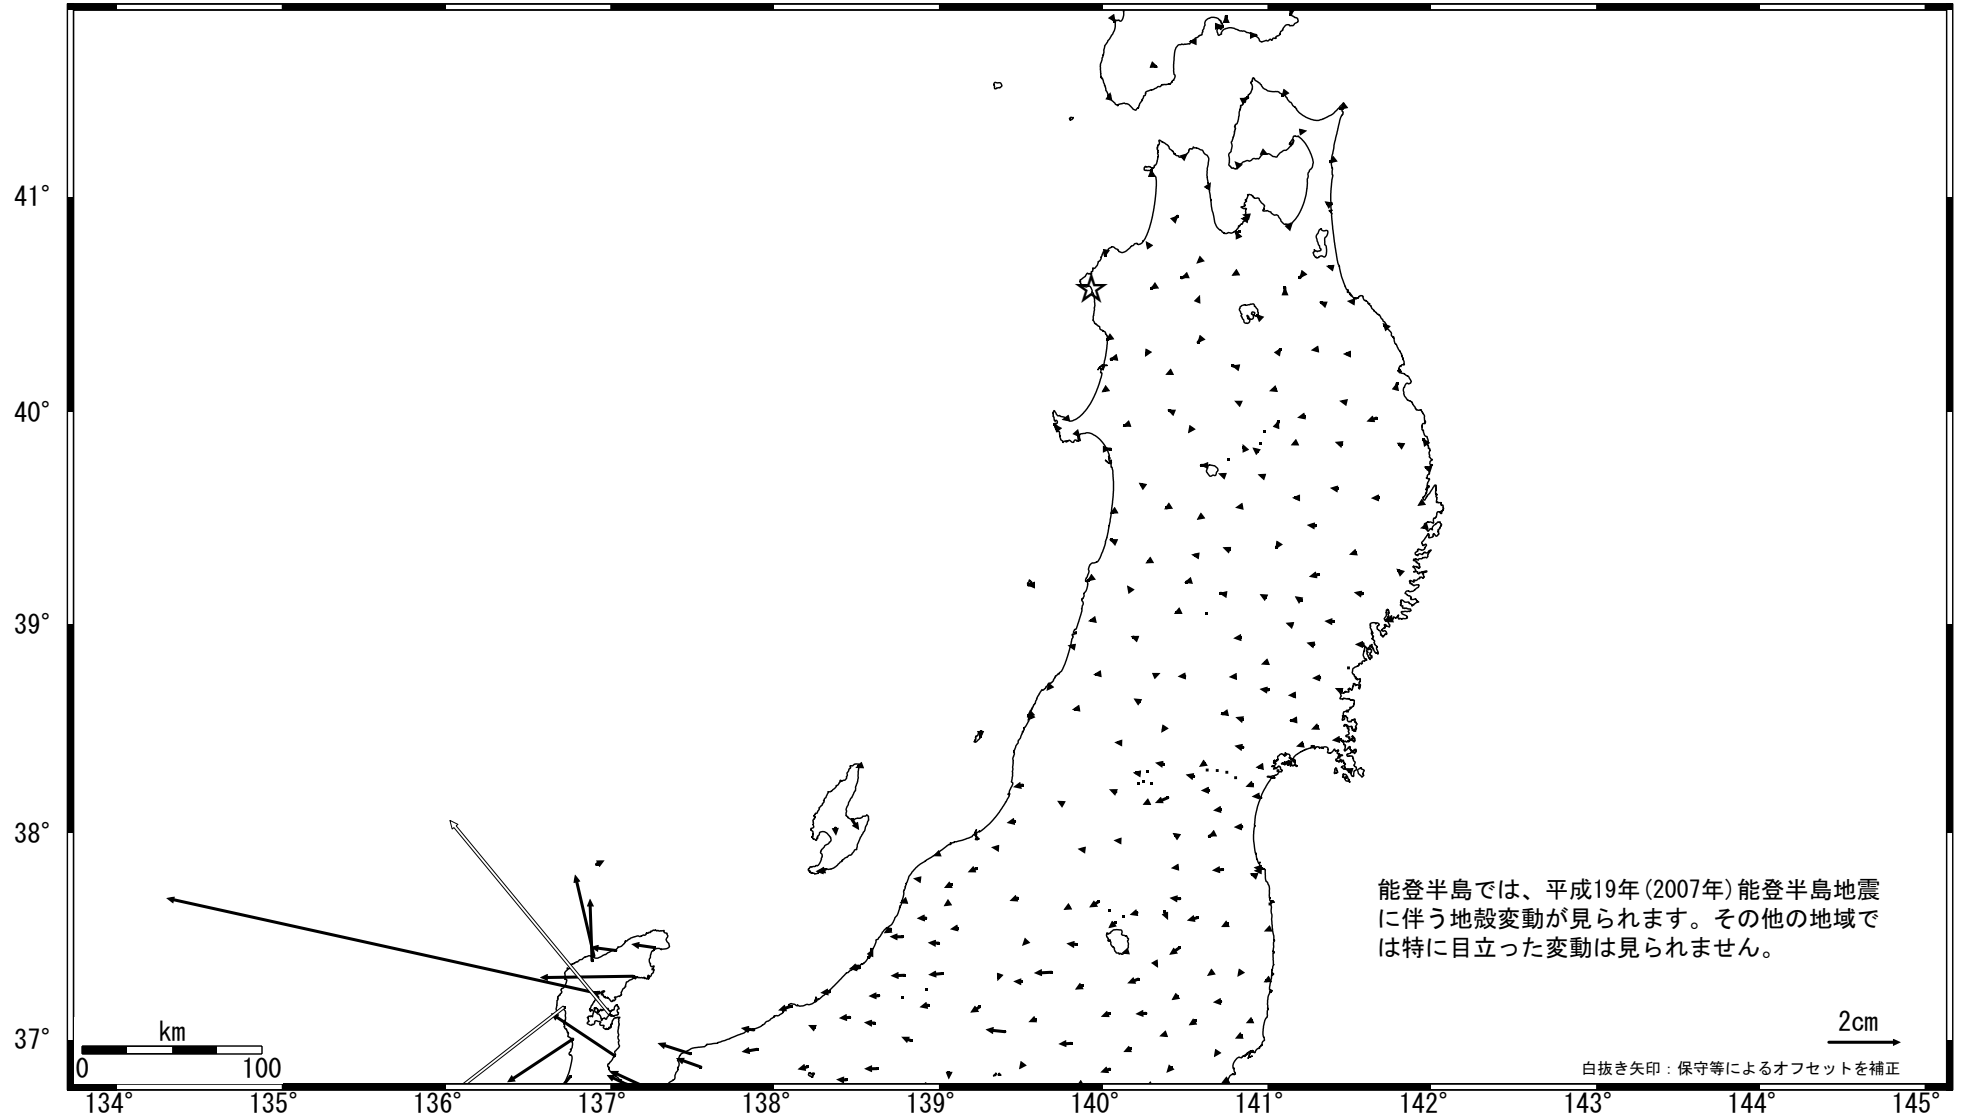 41°
40°
39°
38°
37°
能登半島では、平成19年(2007年)能登半島地震
に伴う地殻変動が見られます。その他の地域で
は特に目立った変動は見られません。
km
0 100
2cm
白抜き矢印：保守等によるオフセットを補正
134° 135° 136° 137° 138° 139° 140° 141° 142° 143° 144° 145°